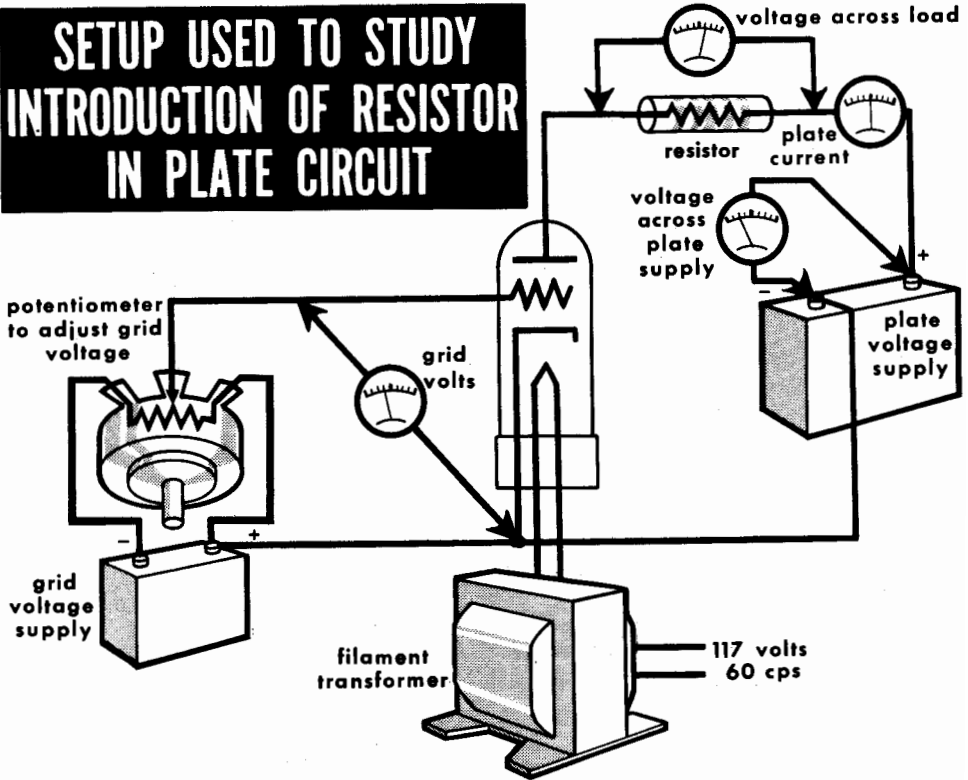 SETUP USED TO STUDY
INTRODUCTION OF RESISTOR
IN PLATE CIRCUIT
voltage across load
resistor
plate
current
voltage
across
plate
supply
+
-
plate
voltage
supply
potentiometer
to adjust grid
voltage
grid
volts
-
+
grid
voltage
supply
filament
transformer
117 volts
60 cps